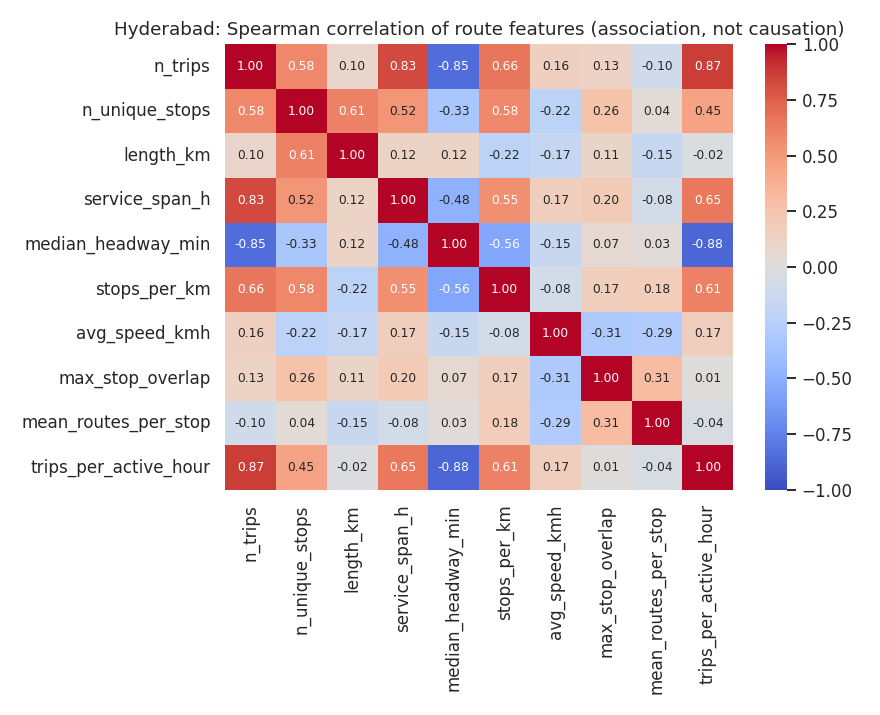 Hyderabad: Spearman correlation of route features (association, not causation)
n_trips 1.00 0.58 0.10 0.83 -0.85 0.66 0.16 0.13 -0.10 0.87
n_unique_stops 0.58 1.00 0.61 0.52 -0.33 0.58 -0.22 0.26 0.04 0.45
length_km 0.10 0.61 1.00 0.12 0.12 -0.22 -0.17 0.11 -0.15 -0.02
service_span_h 0.83 0.52 0.12 1.00 -0.48 0.55 0.17 0.20 -0.08 0.65
median_headway_min -0.85 -0.33 0.12 -0.48 1.00 -0.56 -0.15 0.07 0.03 -0.88
stops_per_km 0.66 0.58 -0.22 0.55 -0.56 1.00 -0.08 0.17 0.18 0.61
avg_speed_kmh 0.16 -0.22 -0.17 0.17 -0.15 -0.08 1.00 -0.31 -0.29 0.17
max_stop_overlap 0.13 0.26 0.11 0.20 0.07 0.17 -0.31 1.00 0.31 0.01
mean_routes_per_stop -0.10 0.04 -0.15 -0.08 0.03 0.18 -0.29 0.31 1.00 -0.04
trips_per_active_hour 0.87 0.45 -0.02 0.65 -0.88 0.61 0.17 0.01 -0.04 1.00
n_trips
n_unique_stops
length_km
service_span_h
median_headway_min
stops_per_km
avg_speed_kmh
max_stop_overlap
mean_routes_per_stop
trips_per_active_hour
1.00
0.75
0.50
0.25
0.00
−0.25
−0.50
−0.75
−1.00